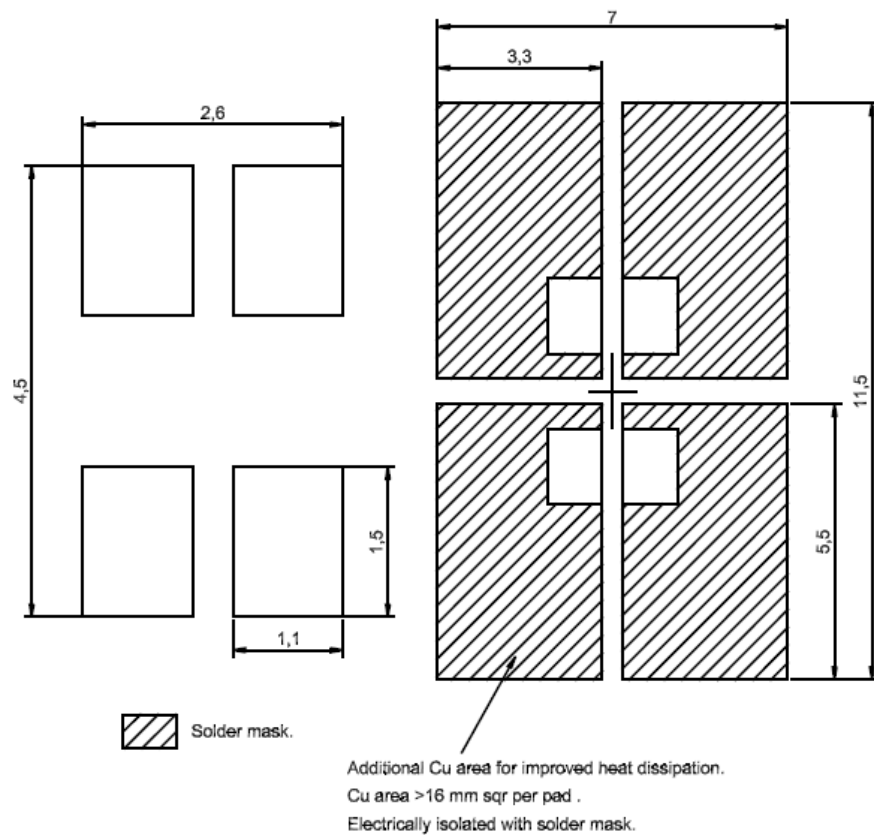 7
3,3
2,6
4,5
11,5
1,5
5,5
1,1
Solder mask.
Additional Cu area for improved heat dissipation.
Cu area >16 mm sqr per pad .
Electrically isolated with solder mask.